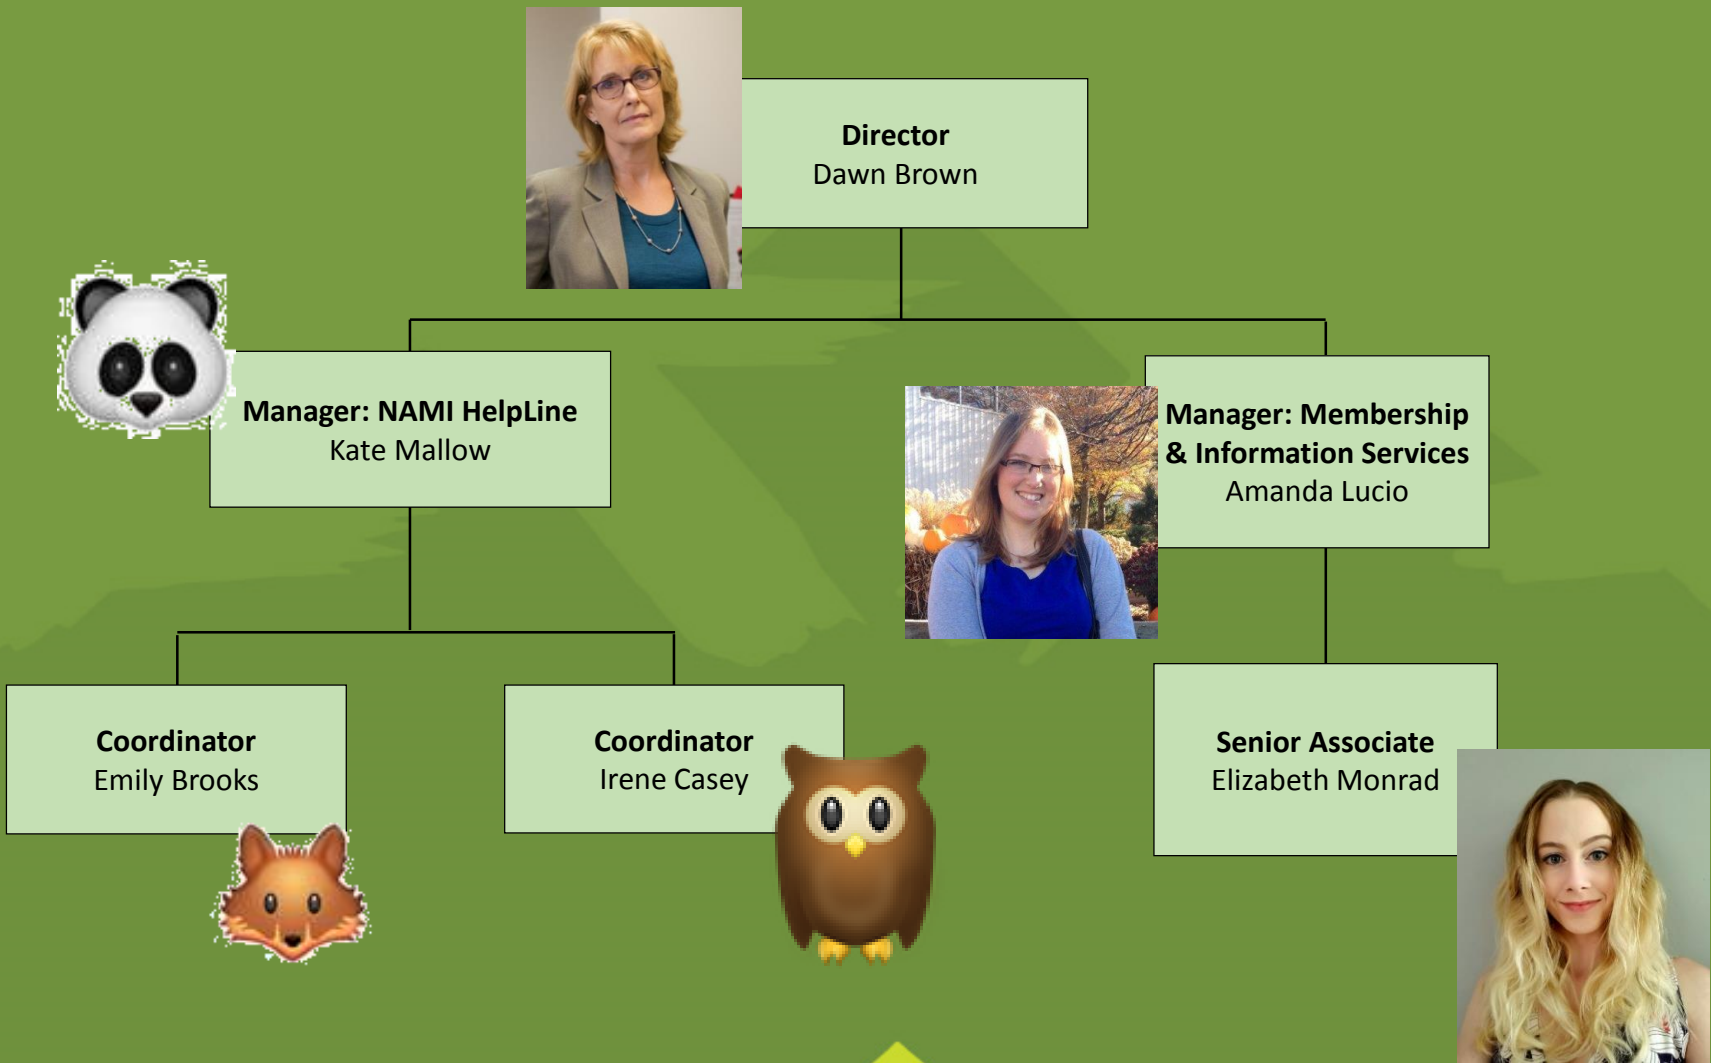 Director
Dawn Brown
Manager: NAMI HelpLine
Kate Mallow
Manager: Membership
& Information Services
Amanda Lucio
Coordinator
Emily Brooks
Coordinator
Irene Casey
Senior Associate
Elizabeth Monrad